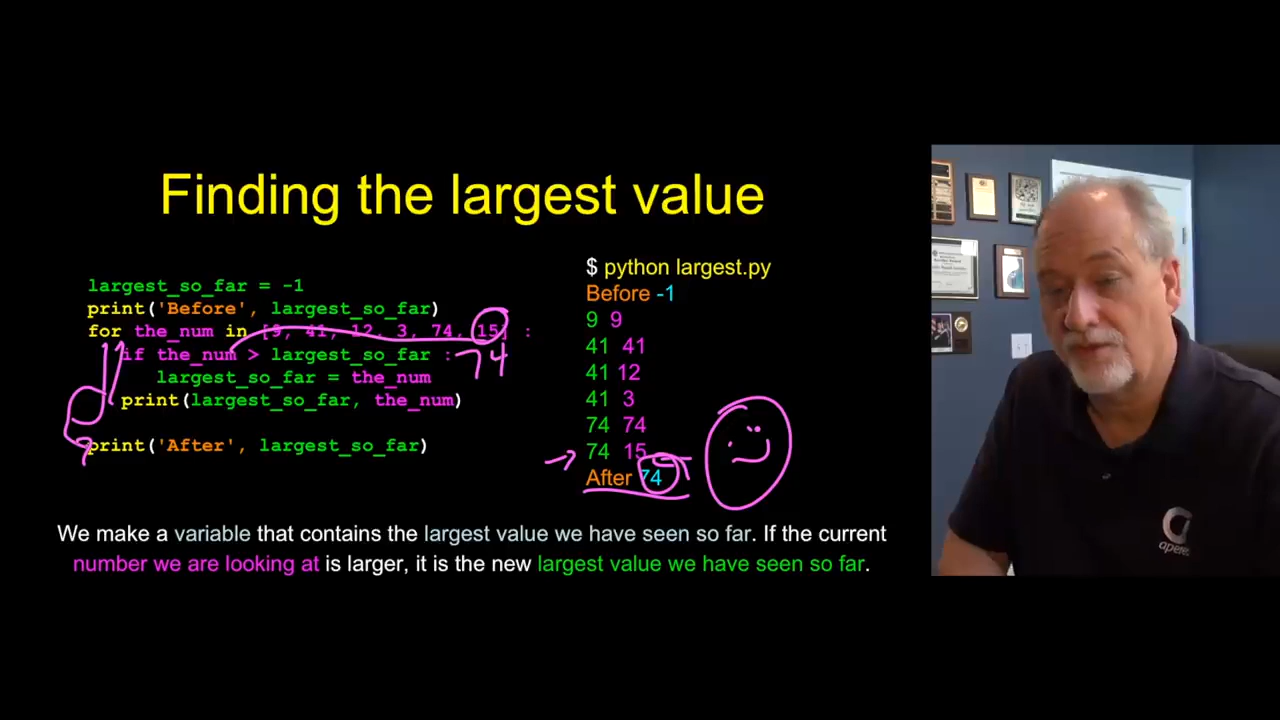 Finding the largest value
largest_so_far = -1
print('Before', largest_so_far)
for the_num in [9, 41, 12, 3, 74, 15] :
if the_num > largest_so_far :
74
largest_so_far = the_num
print(largest_so_far, the_num)
print('After', largest_so_far)
$ python largest.py
Before -1
9 9
41 41
41 12
41 3
74 74
74 15
After 74
We make a variable that contains the largest value we have seen so far. If the current
number we are looking at is larger, it is the new largest value we have seen so far.